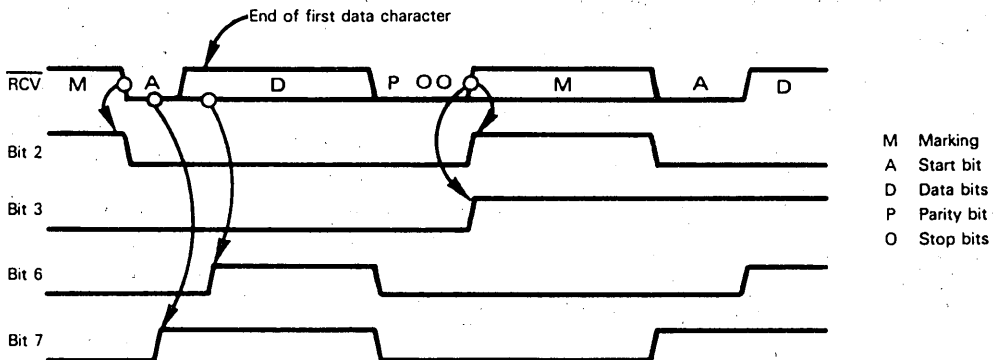 End of first data character
RCV M A D P O O M A D
Bit 2
Bit 3
Bit 6
Bit 7
M Marking
A Start bit
D Data bits
P Parity bit
O Stop bits